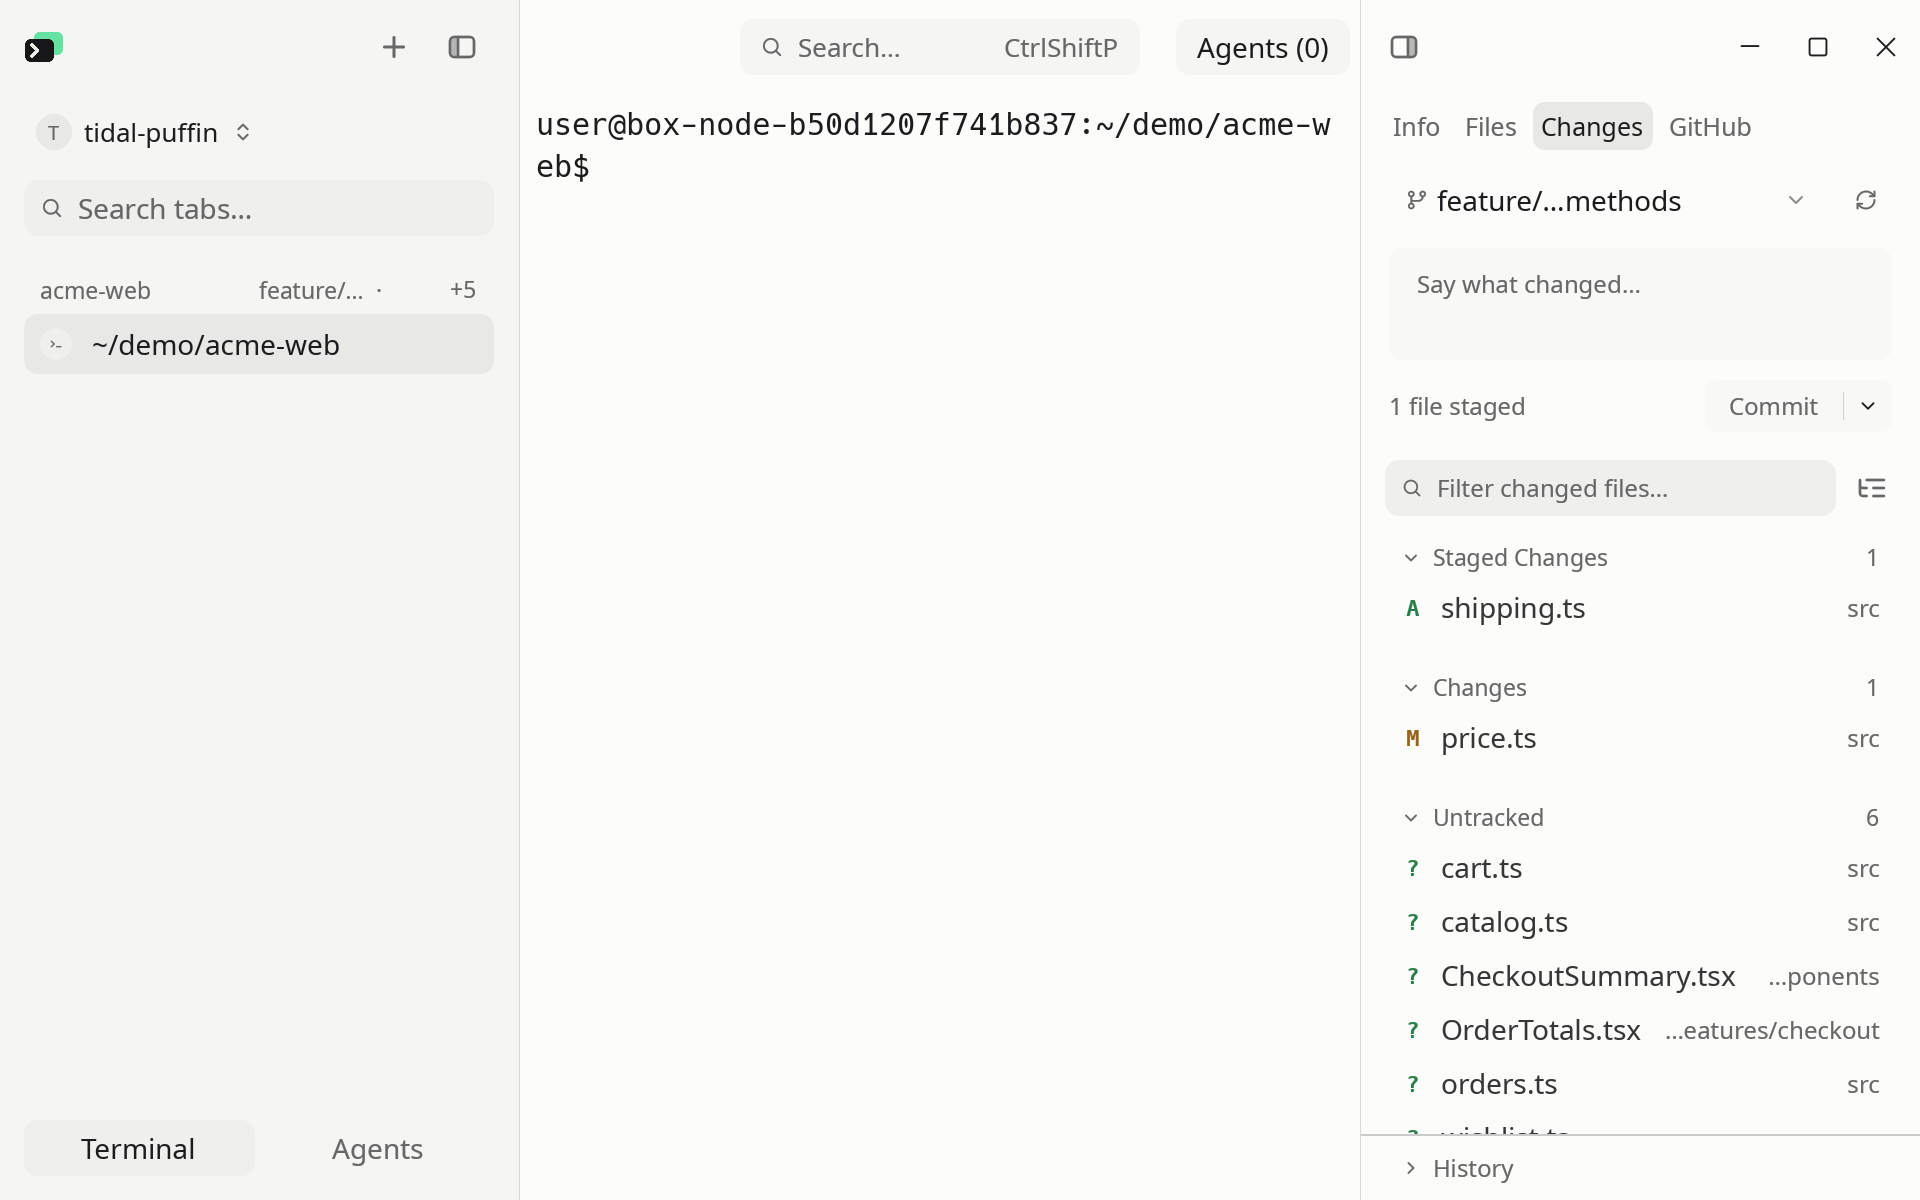 Search...
CtrlShiftP
Agents (0)
T
tidal-puffin
Search tabs...
acme-web
feature/... ·
+5
~/demo/acme-web
Terminal
Agents
user@box-node-b50d1207f741b837:~/demo/acme-w
eb$
Info
Files
Changes
GitHub
feature/...methods
Say what changed...
1 file staged
Commit
Filter changed files...
Staged Changes
1
A shipping.ts src
Changes
1
M price.ts src
Untracked
6
? cart.ts src
? catalog.ts src
? CheckoutSummary.tsx ...ponents
? OrderTotals.tsx ...eatures/checkout
? orders.ts src
History